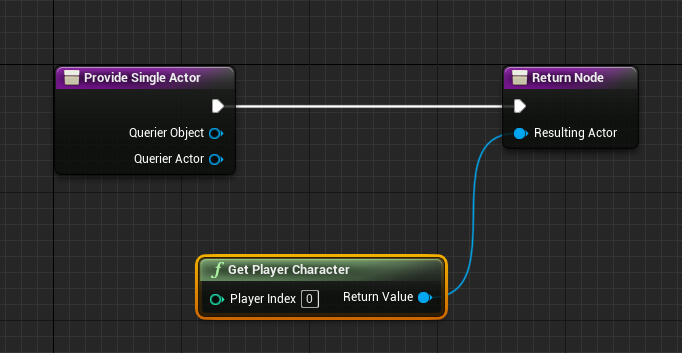 Provide Single Actor
Querier Object
Querier Actor
Return Node
Resulting Actor
f Get Player Character
Player Index 0
Return Value